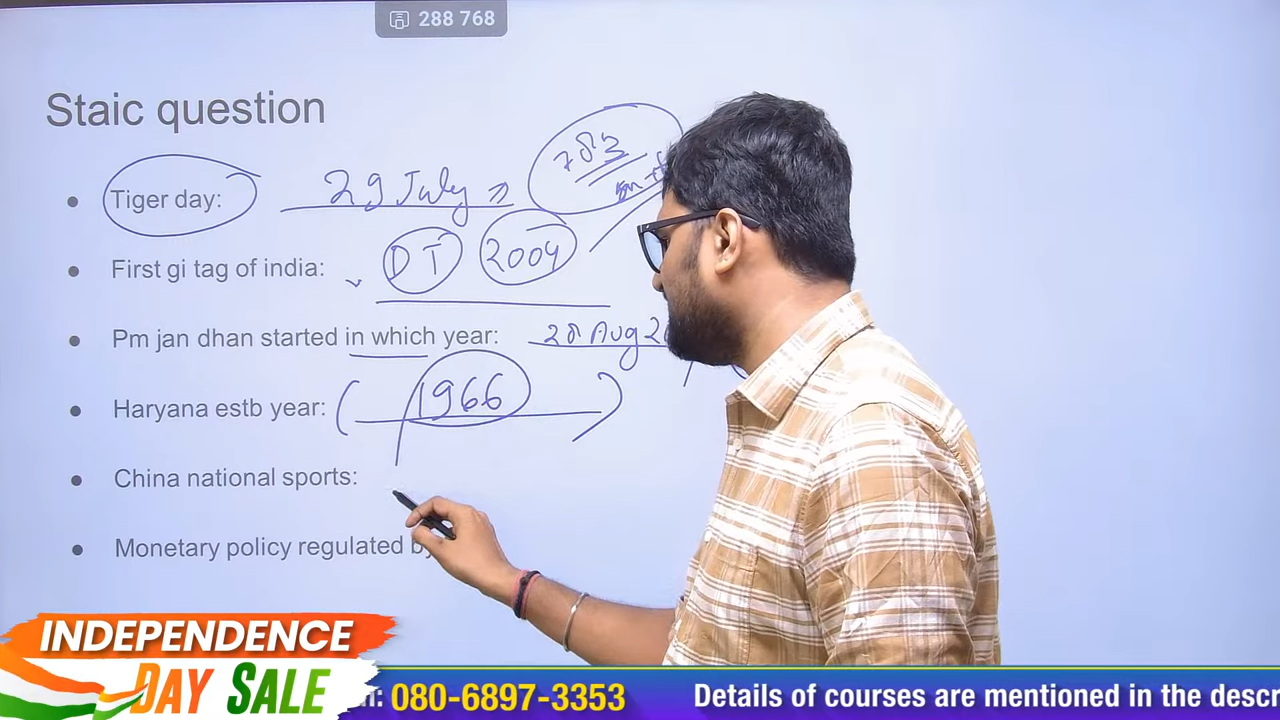 288 768
Staic question
Tiger day: 29 July 783
First gi tag of india: DT 2004
Pm jan dhan started in which year: 28 Aug
Haryana estb year: (1966)
China national sports:
Monetary policy regulated
INDEPENDENCE
DAY SALE
080-6897-3353 Details of courses are mentioned in the descr